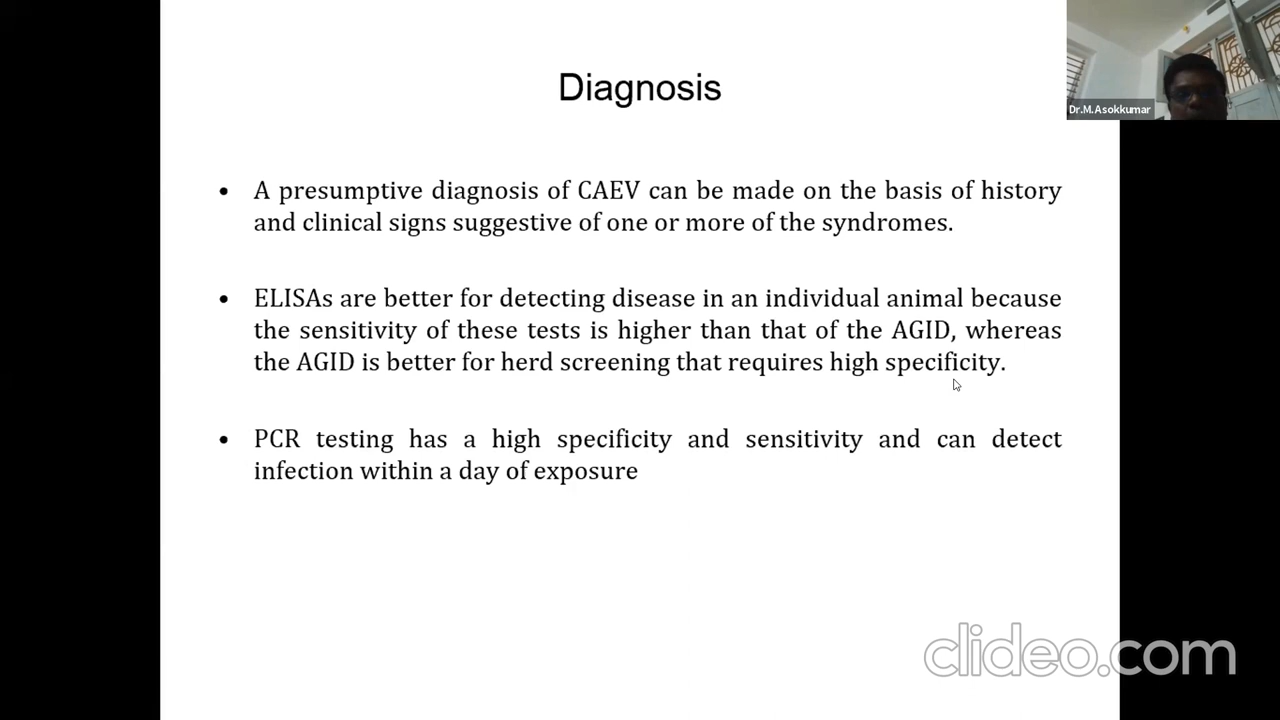 Diagnosis
Dr.M.Asokkumar
• A presumptive diagnosis of CAEV can be made on the basis of history
and clinical signs suggestive of one or more of the syndromes.
• ELISAs are better for detecting disease in an individual animal because
the sensitivity of these tests is higher than that of the AGID, whereas
the AGID is better for herd screening that requires high specificity.
• PCR testing has a high specificity and sensitivity and can detect
infection within a day of exposure
clideo.com